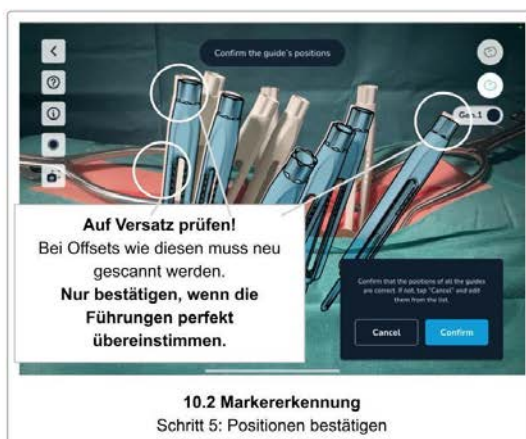 Confirm the guide's positions
Gen.1
Auf Versatz prüfen!
Bei Offsets wie diesen muss neu
gescannt werden.
Nur bestätigen, wenn die
Führungen perfekt
übereinstimmen.
Confirm that the positions of all the guides
are correct. If not, tap "Cancel" and edit
them from the list.
Cancel
Confirm
10.2 Markererkennung
Schritt 5: Positionen bestätigen